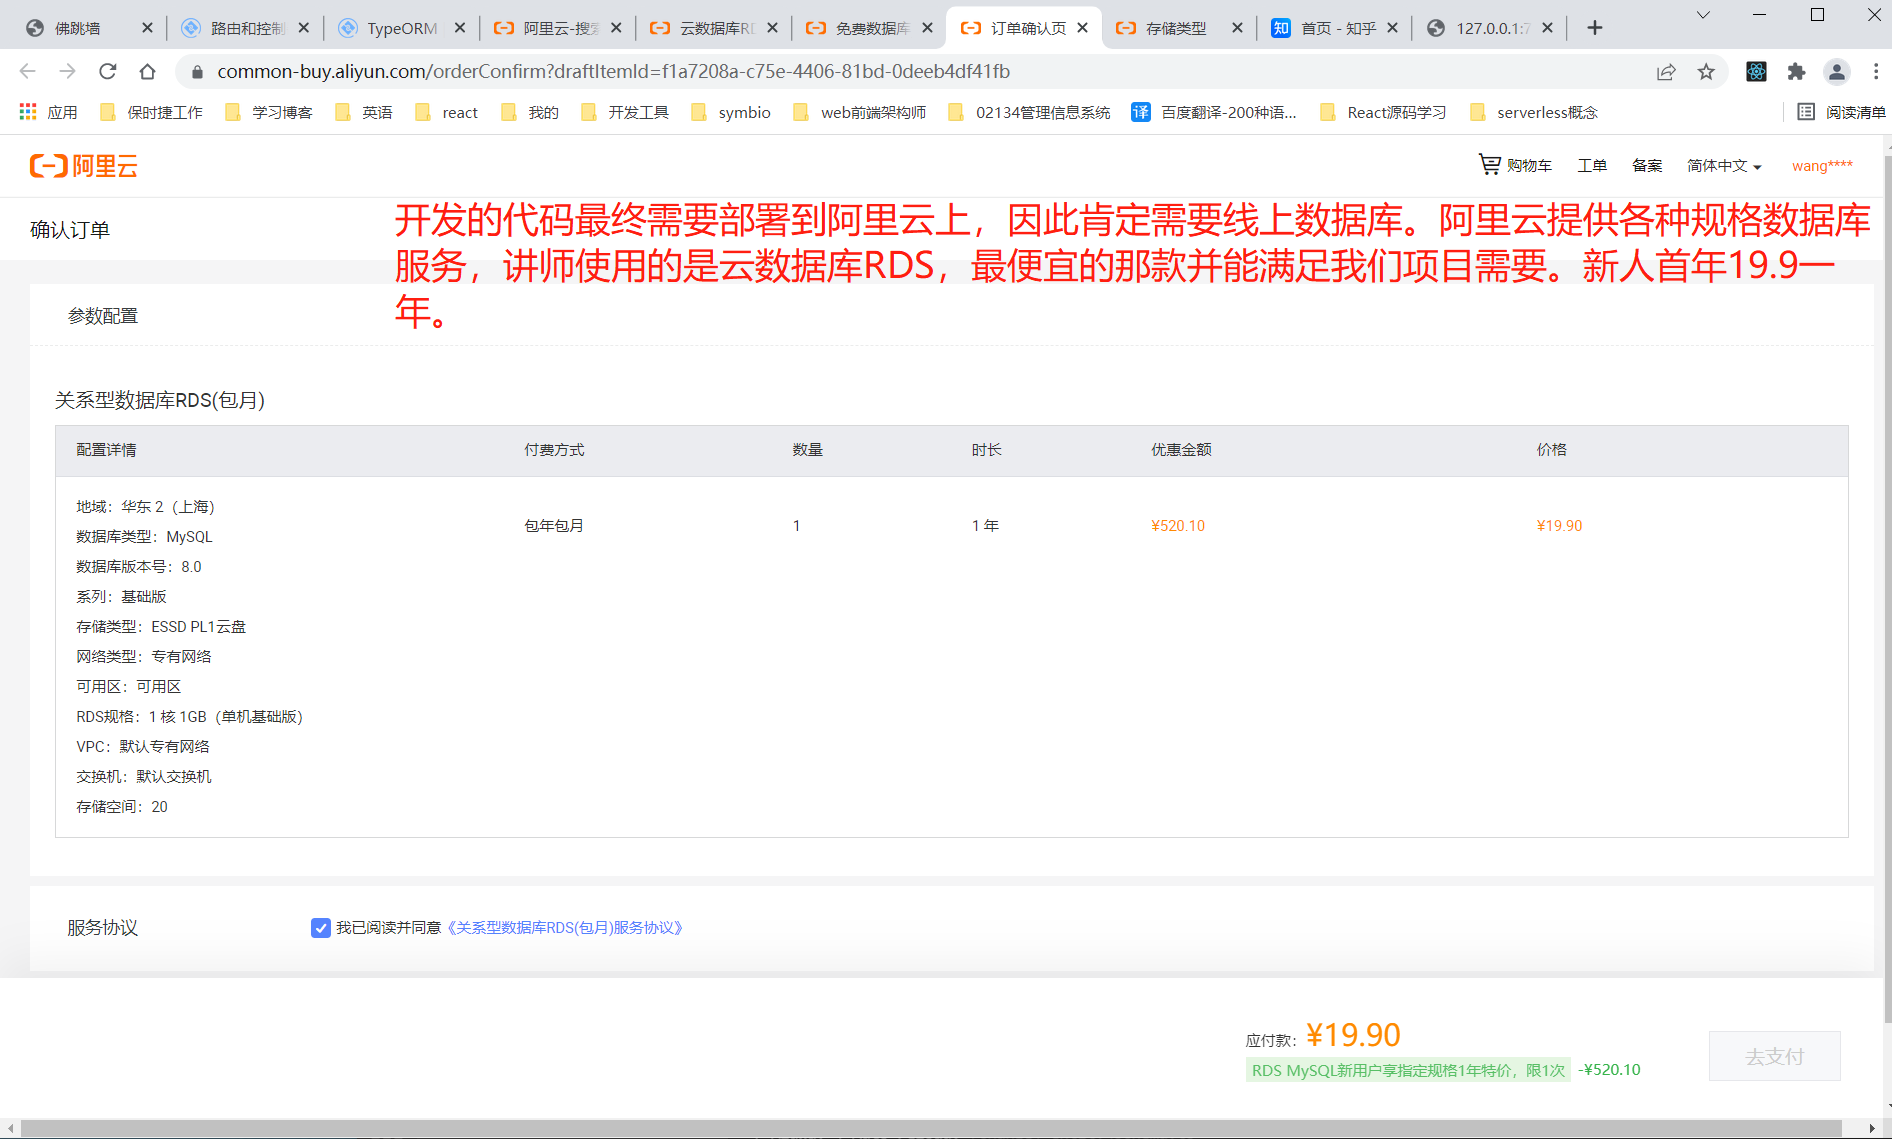 佛跳墙
路由和控制
TypeORM
阿里云-搜索
云数据库RD
免费数据库
订单确认页
存储类型
首页 - 知乎
127.0.0.1:7
common-buy.aliyun.com/orderConfirm?draftItemId=f1a7208a-c75e-4406-81bd-0deeb4df41fb
应用 保时捷工作 学习博客 英语 react 我的 开发工具 symbio web前端架构师 02134管理信息系统 译 百度翻译-200种语... React源码学习 serverless概念 阅读清单
阿里云
购物车 工单 备案 简体中文 wang****
确认订单
开发的代码最终需要部署到阿里云上，因此肯定需要线上数据库。阿里云提供各种规格数据库
服务，讲师使用的是云数据库RDS，最便宜的那款并能满足我们项目需要。新人首年19.9一
年。
参数配置
关系型数据库RDS(包月)
配置详情 付费方式 数量 时长 优惠金额 价格
地域：华东 2（上海）
包年包月 1 1 年 ¥520.10 ¥19.90
数据库类型：MySQL
数据库版本号：8.0
系列：基础版
存储类型：ESSD PL1云盘
网络类型：专有网络
可用区：可用区
RDS规格：1 核 1GB（单机基础版）
VPC：默认专有网络
交换机：默认交换机
存储空间：20
服务协议 我已阅读并同意《关系型数据库RDS(包月)服务协议》
应付款：¥19.90
RDS MySQL新用户享指定规格1年特价，限1次 -¥520.10
去支付